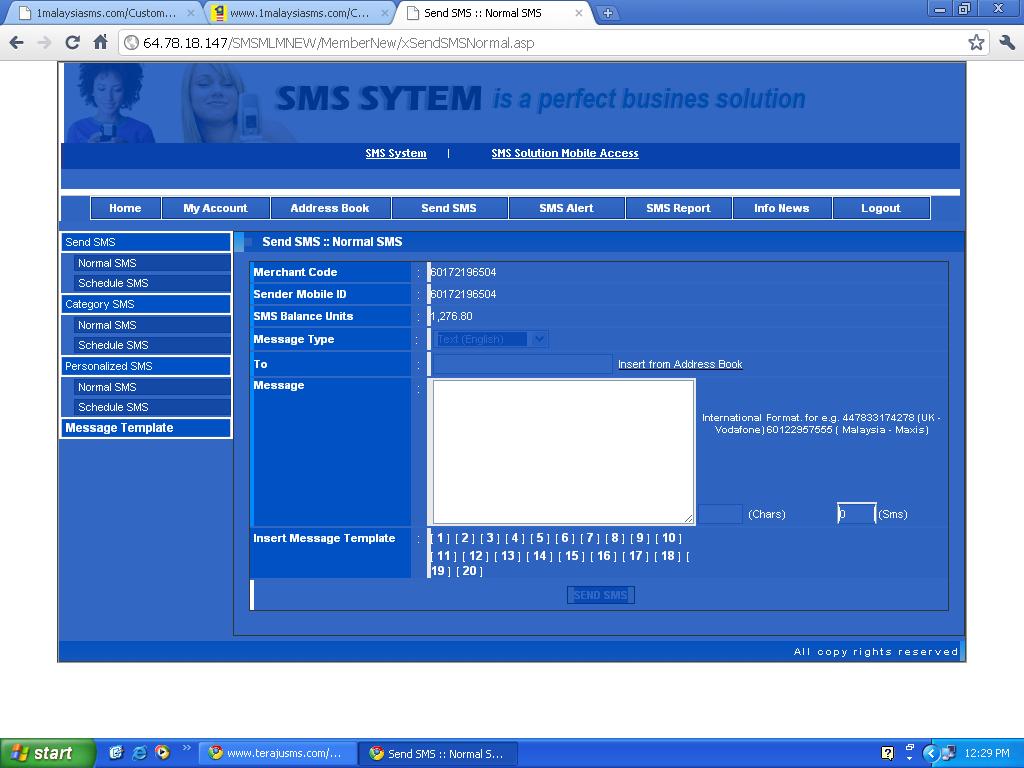 1malaysiasms.com/Custom...
www.1malaysiasms.com/C...
Send SMS :: Normal SMS
64.78.18.147/SMSMLMNEW/MemberNew/xSendSMSNormal.asp
SMS SYTEM is a perfect busines solution
SMS System | SMS Solution Mobile Access
Home My Account Address Book Send SMS SMS Alert SMS Report Info News Logout
Send SMS
Normal SMS
Schedule SMS
Category SMS
Normal SMS
Schedule SMS
Personalized SMS
Normal SMS
Schedule SMS
Message Template
Send SMS :: Normal SMS
Merchant Code : 60172196504
Sender Mobile ID : 60172196504
SMS Balance Units : 1,276.80
Message Type : Text (English)
To : Insert from Address Book
Message :
International Format. for e.g. 447833174278 (UK -
Vodafone) 60122957555 ( Malaysia - Maxis)
(Chars) 0 (Sms)
Insert Message Template : [ 1 ] [ 2 ] [ 3 ] [ 4 ] [ 5 ] [ 6 ] [ 7 ] [ 8 ] [ 9 ] [ 10 ]
[ 11 ] [ 12 ] [ 13 ] [ 14 ] [ 15 ] [ 16 ] [ 17 ] [ 18 ] [
19 ] [ 20 ]
SEND SMS
All copy rights reserved
start
www.terajusms.com/...
Send SMS :: Normal S...
12:29 PM